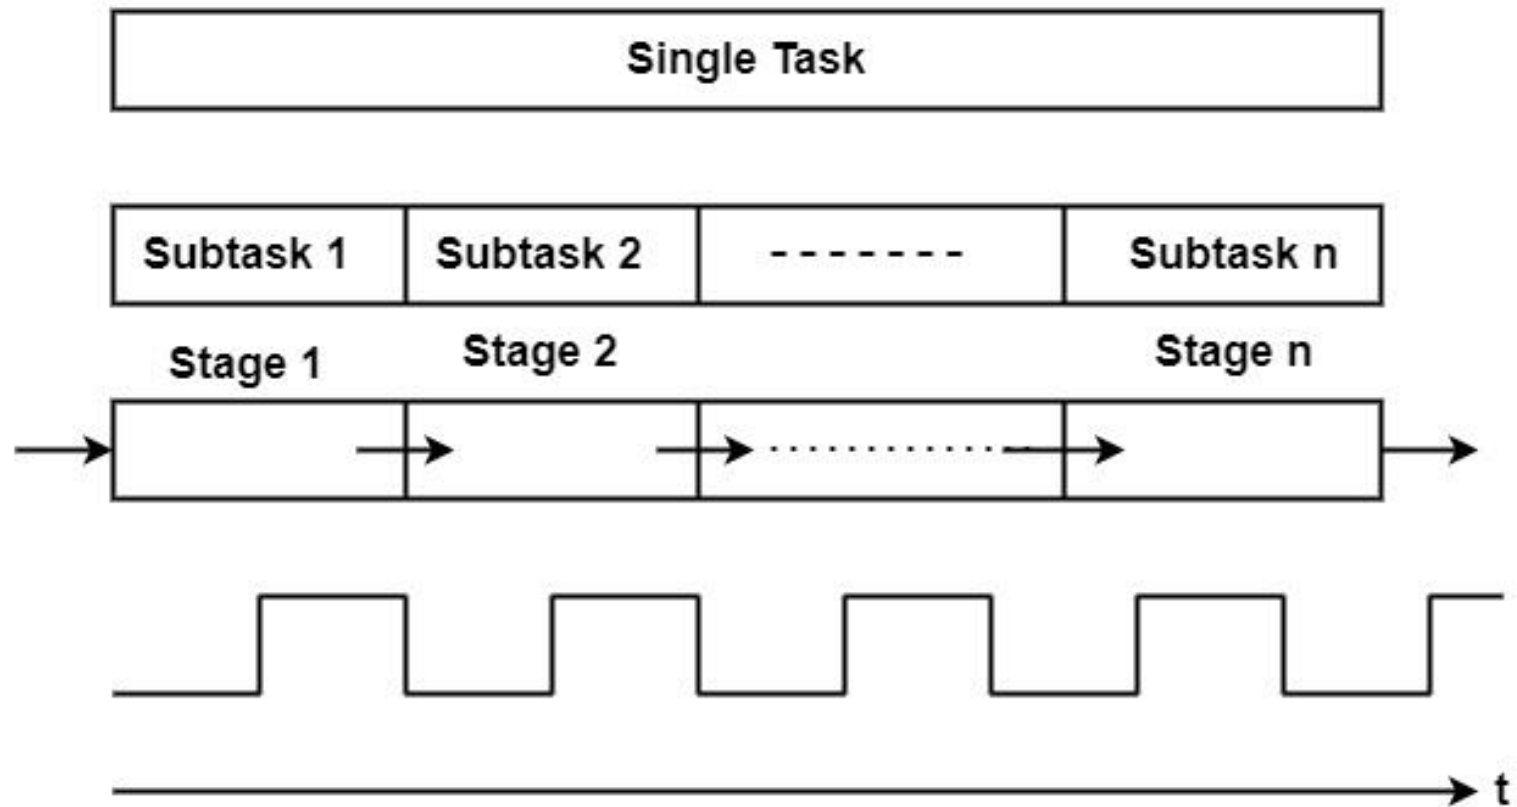 Single Task
Subtask 1 Subtask 2 - - - - - - - Subtask n
Stage 1 Stage 2 Stage n
t